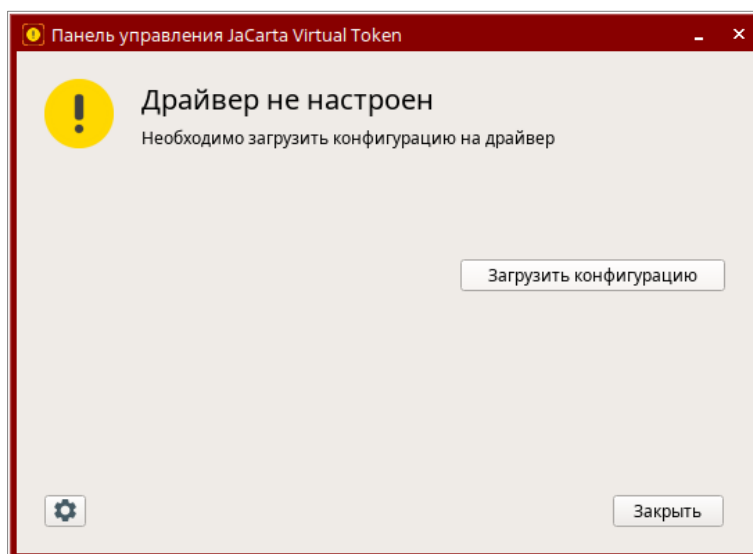 Панель управления JaCarta Virtual Token
Драйвер не настроен
Необходимо загрузить конфигурацию на драйвер
Загрузить конфигурацию
Закрыть